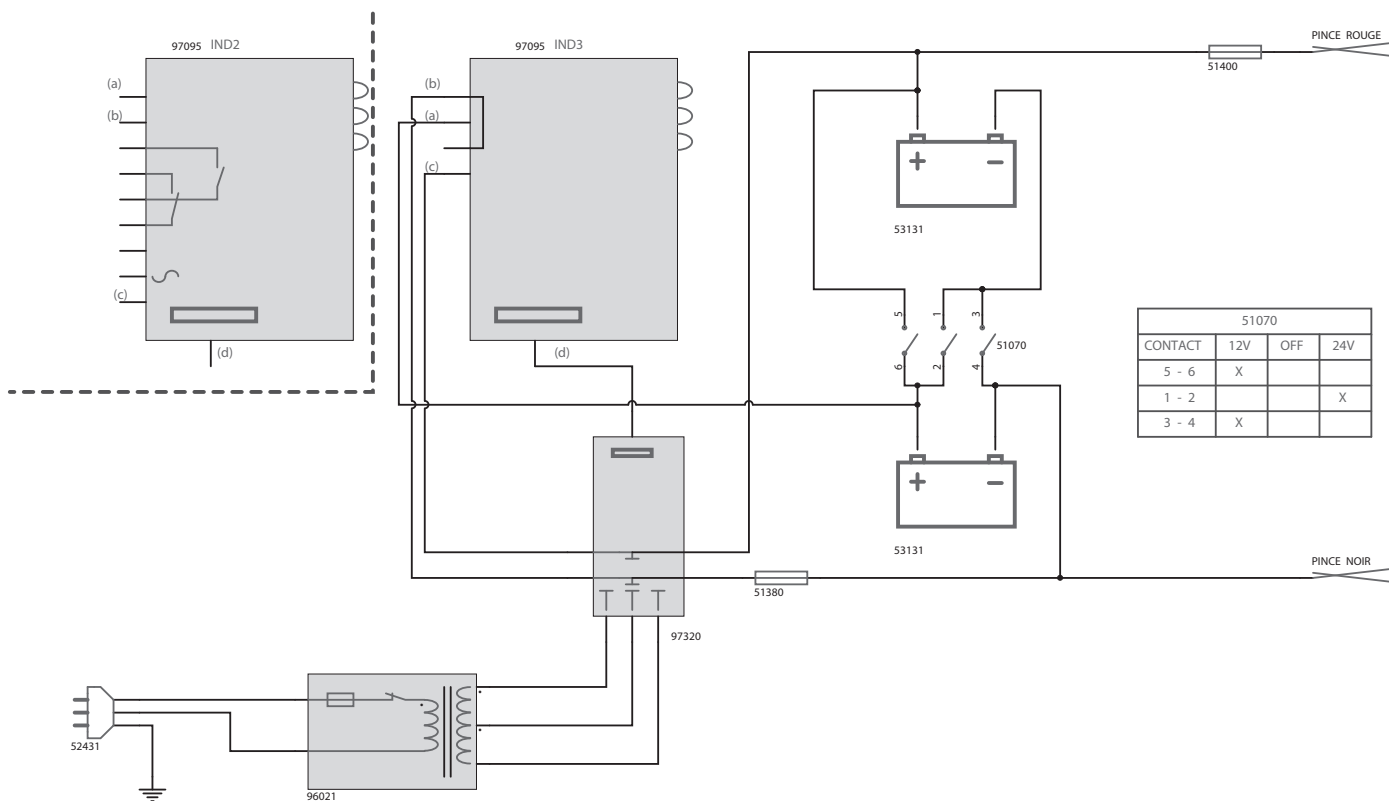 97095 IND2
(a)
(b)
(c)
(d)
97095 IND3
(b)
(a)
(c)
(d)
PINCE ROUGE
51400
+ -
53131
5 1 3
51070
6 2 4
51070
CONTACT 12V OFF 24V
5 - 6 X
1 - 2 X
3 - 4 X
+ -
53131
PINCE NOIR
51380
97320
52431
96021